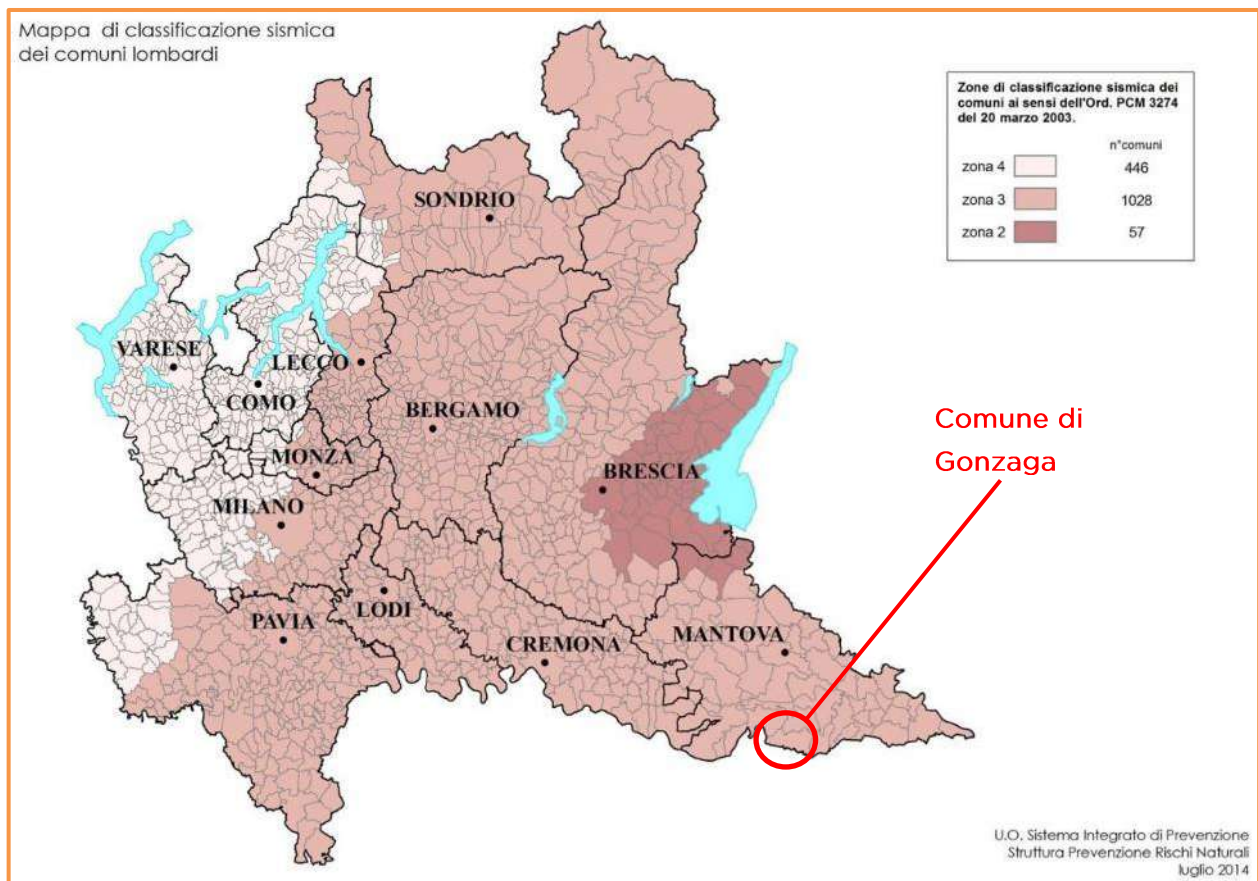 Mappa di classificazione sismica
dei comuni lombardi
Zone di classificazione sismica dei
comuni ai sensi dell'Ord. PCM 3274
del 20 marzo 2003.
n°comuni
zona 4 446
zona 3 1028
zona 2 57
SONDRIO
VARESE
LECCO
COMO
BERGAMO
MONZA
BRESCIA
MILANO
LODI
PAVIA
CREMONA
MANTOVA
Comune di
Gonzaga
U.O. Sistema Integrato di Prevenzione
Struttura Prevenzione Rischi Naturali
luglio 2014